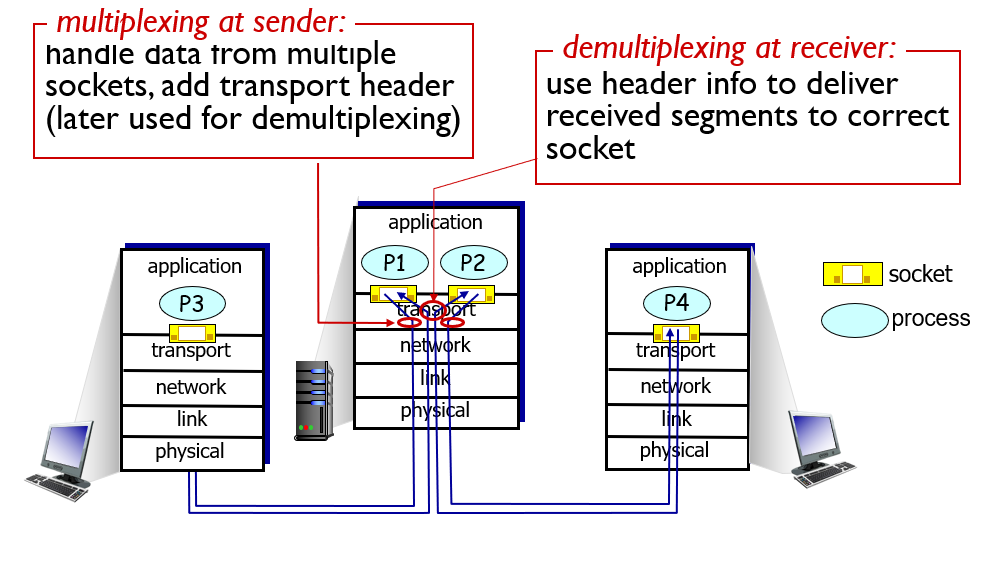 multiplexing at sender:
handle data from multiple
sockets, add transport header
(later used for demultiplexing)
demultiplexing at receiver:
use header info to deliver
received segments to correct
socket
application
P3
transport
network
link
physical
application
P1
P2
transport
network
link
physical
application
P4
transport
network
link
physical
socket
process